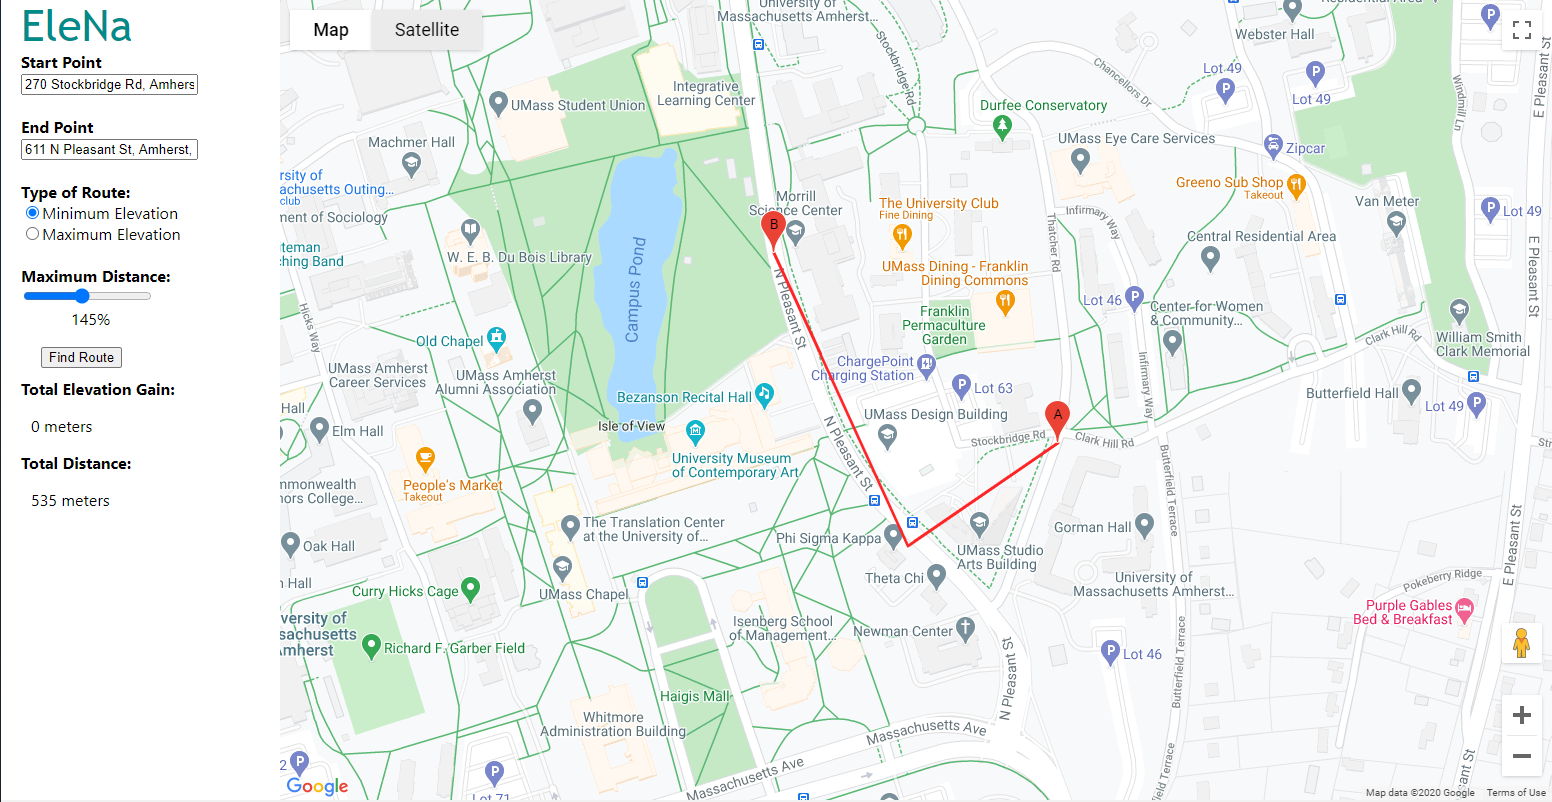 EleNa
Start Point
270 Stockbridge Rd, Amhers
End Point
611 N Pleasant St, Amherst,
Type of Route:
Minimum Elevation
Maximum Elevation
Maximum Distance:
145%
Find Route
Total Elevation Gain:
0 meters
Total Distance:
535 meters
Map
Satellite
University of
Massachusetts Amherst...
Residential Area
Webster Hall
Integrative
Learning Center
UMass Student Union
Machmer Hall
Stockbridge Rd
Chancellors Dr
Lot 49
Lot 49
Windmill Ln
E Pleasant St
Durfee Conservatory
UMass Eye Care Services
Zipcar
rsity of
achusetts Outing...
club
ment of Sociology
Morrill
Science Center
B
The University Club
Fine Dining
Greeno Sub Shop
Takeout
Van Meter
Lot 49
Infirmary Way
Thatcher Rd
Central Residential Area
teman
ching Band
W. E. B. Du Bois Library
Campus Pond
UMass Dining - Franklin
Dining Commons
E Pleasant St
N Pleasant St
Lot 46
Center for Women
& Community...
Hicks Way
Franklin
Permaculture
Garden
Old Chapel
Clark Hill Rd
William Smith
Clark Memorial
UMass Amherst
Career Services
UMass Amherst
Alumni Association
ChargePoint
Charging Station
Lot 63
Infirmary Way
Bezanson Recital Hall
Butterfield Hall
Lot 49
Hall
Elm Hall
Isle of View
UMass Design Building
A
N Pleasant St
Stockbridge Rd
Clark Hill Rd
University Museum
of Contemporary Art
Butterfield Terrace
mmonwealth
nors College...
People's Market
Takeout
The Translation Center
at the University of...
Phi Sigma Kappa
Gorman Hall
E Pleasant St
Oak Hall
UMass Studio
Arts Building
Theta Chi
University of
Massachusetts Amherst...
Pokeberry Ridge
n Hall
Curry Hicks Cage
UMass Chapel
Purple Gables
Bed & Breakfast
versity of
sachusetts
Amherst
Richard F. Garber Field
Isenberg School
of Management...
Newman Center
Butterfield Terrace
Lot 46
N Pleasant St
Haigis Mall
Whitmore
Administration Building
Massachusetts Ave
Massachusetts Ave
2
Lot 71
Google
Map data ©2020 Google
Terms of Use